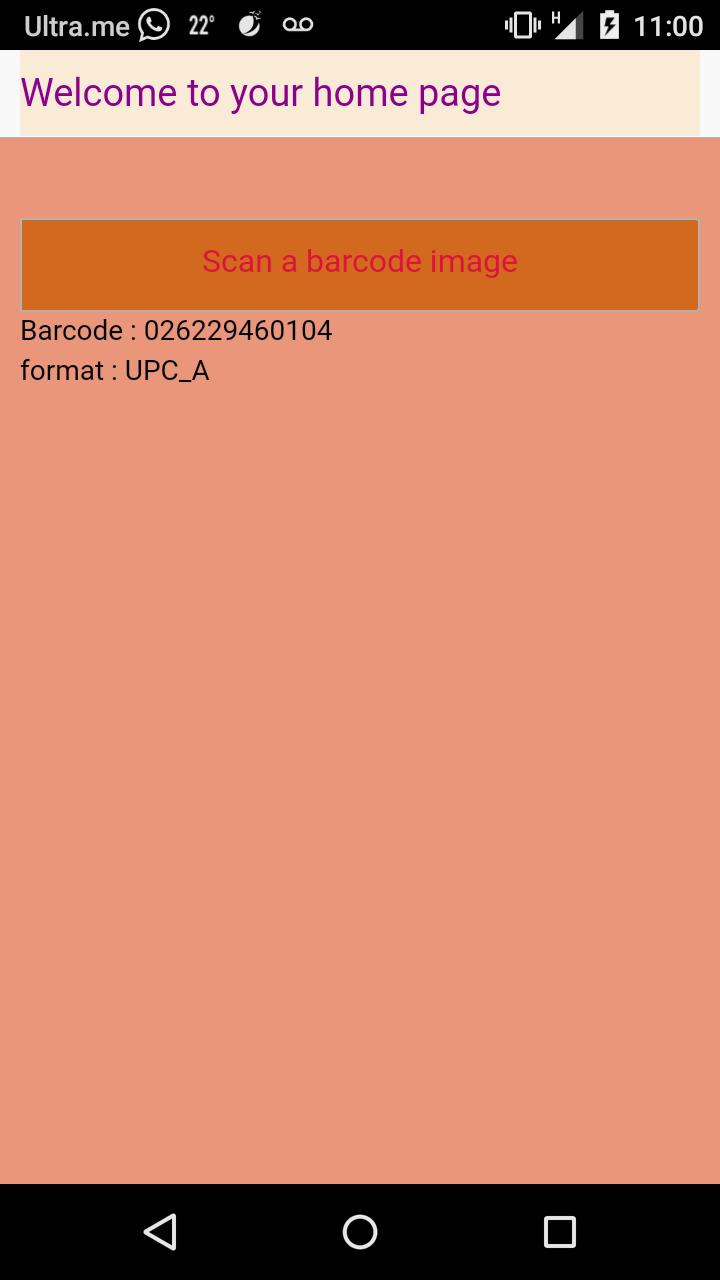 Ultra.me 22° H 11:00
Welcome to your home page
Scan a barcode image
Barcode : 026229460104
format : UPC_A